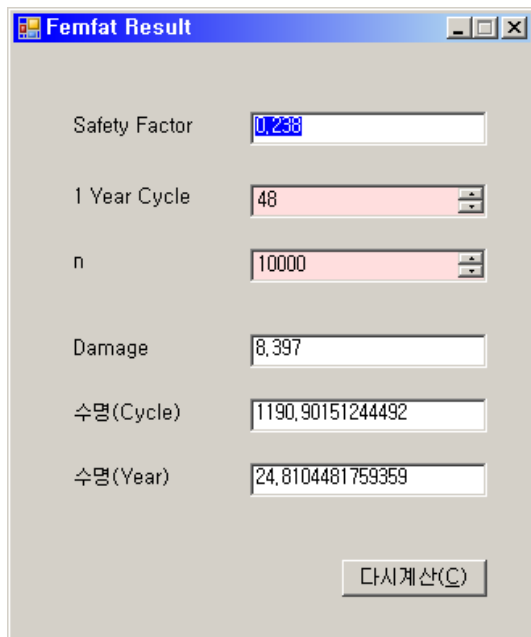 Femfat Result
Safety Factor 0.238
1 Year Cycle 48
n 10000
Damage 8.397
수명(Cycle) 1190.90151244492
수명(Year) 24.8104481759359
다시계산(C)